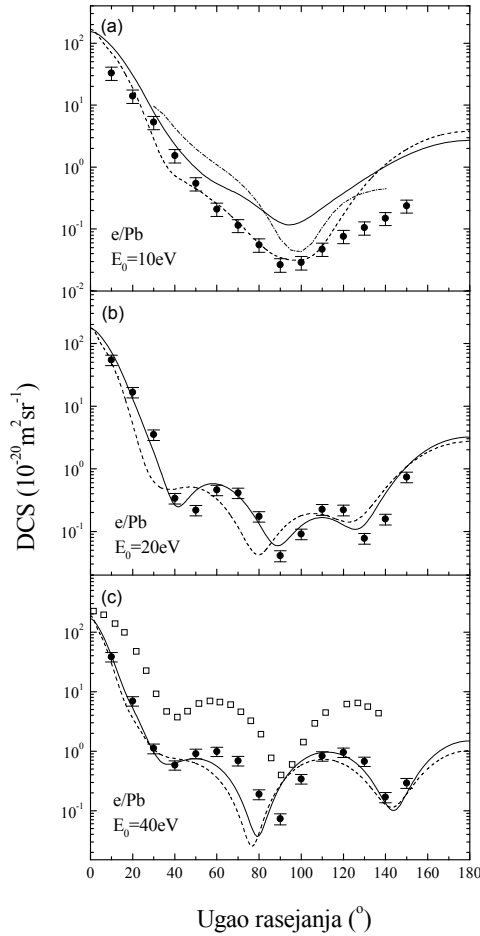 (a)
10²
10¹
10⁰
10⁻¹
10⁻²
e/Pb
E₀=10eV
(b)
10²
10¹
10⁰
10⁻¹
e/Pb
E₀=20eV
DCS (10⁻²⁰m²sr⁻¹)
(c)
10²
10¹
10⁰
10⁻¹
e/Pb
E₀=40eV
0 20 40 60 80 100 120 140 160 180
Ugao rasejanja (°)